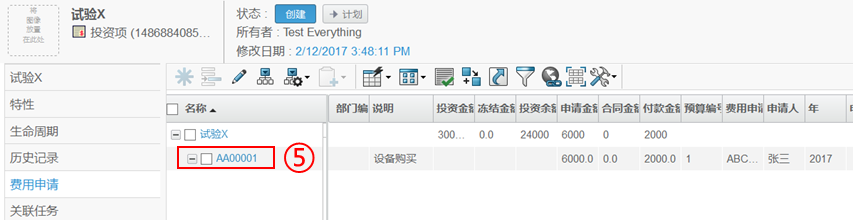 将
图像
放置
在此处
试验X
投资项 (1486884085...
状态 : 创建 计划
所有者 : Test Everything
修改日期 : 2/12/2017 3:48:11 PM
试验X
特性
生命周期
历史记录
费用申请
关联任务
名称 部门编 说明 投资金额 冻结金额 投资余额 申请金额 合同金额 付款金额 预算编号 费用申请 申请人 年
试验X 300... 0.0 24000 6000 0 2000
AA00001 设备购买 6000.0 0.0 2000.0 1 ABC... 张三 2017
⑤